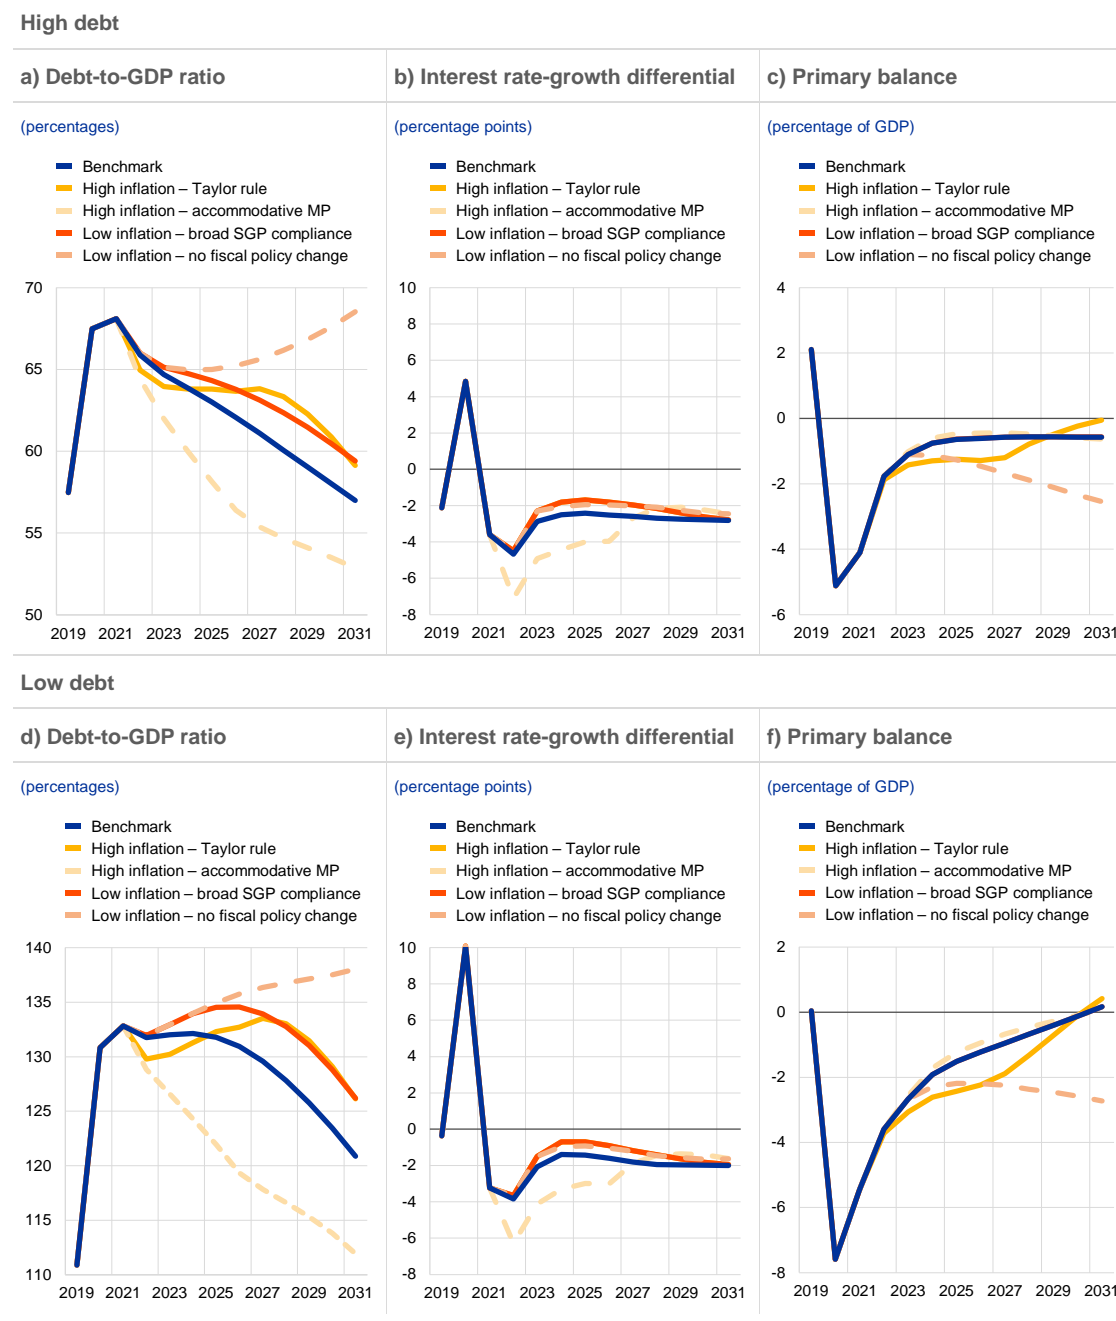 High debt
a) Debt-to-GDP ratio
b) Interest rate-growth differential
c) Primary balance
(percentages)
(percentage points)
(percentage of GDP)
Benchmark
High inflation – Taylor rule
High inflation – accommodative MP
Low inflation – broad SGP compliance
Low inflation – no fiscal policy change
Benchmark
High inflation – Taylor rule
High inflation – accommodative MP
Low inflation – broad SGP compliance
Low inflation – no fiscal policy change
Benchmark
High inflation – Taylor rule
High inflation – accommodative MP
Low inflation – broad SGP compliance
Low inflation – no fiscal policy change
70
65
60
55
50
2019 2021 2023 2025 2027 2029 2031
10
8
6
4
2
0
-2
-4
-6
-8
2019 2021 2023 2025 2027 2029 2031
4
2
0
-2
-4
-6
2019 2021 2023 2025 2027 2029 2031
Low debt
d) Debt-to-GDP ratio
e) Interest rate-growth differential
f) Primary balance
(percentages)
(percentage points)
(percentage of GDP)
Benchmark
High inflation – Taylor rule
High inflation – accommodative MP
Low inflation – broad SGP compliance
Low inflation – no fiscal policy change
Benchmark
High inflation – Taylor rule
High inflation – accommodative MP
Low inflation – broad SGP compliance
Low inflation – no fiscal policy change
Benchmark
High inflation – Taylor rule
High inflation – accommodative MP
Low inflation – broad SGP compliance
Low inflation – no fiscal policy change
140
135
130
125
120
115
110
2019 2021 2023 2025 2027 2029 2031
10
8
6
4
2
0
-2
-4
-6
-8
2019 2021 2023 2025 2027 2029 2031
2
0
-2
-4
-6
-8
2019 2021 2023 2025 2027 2029 2031